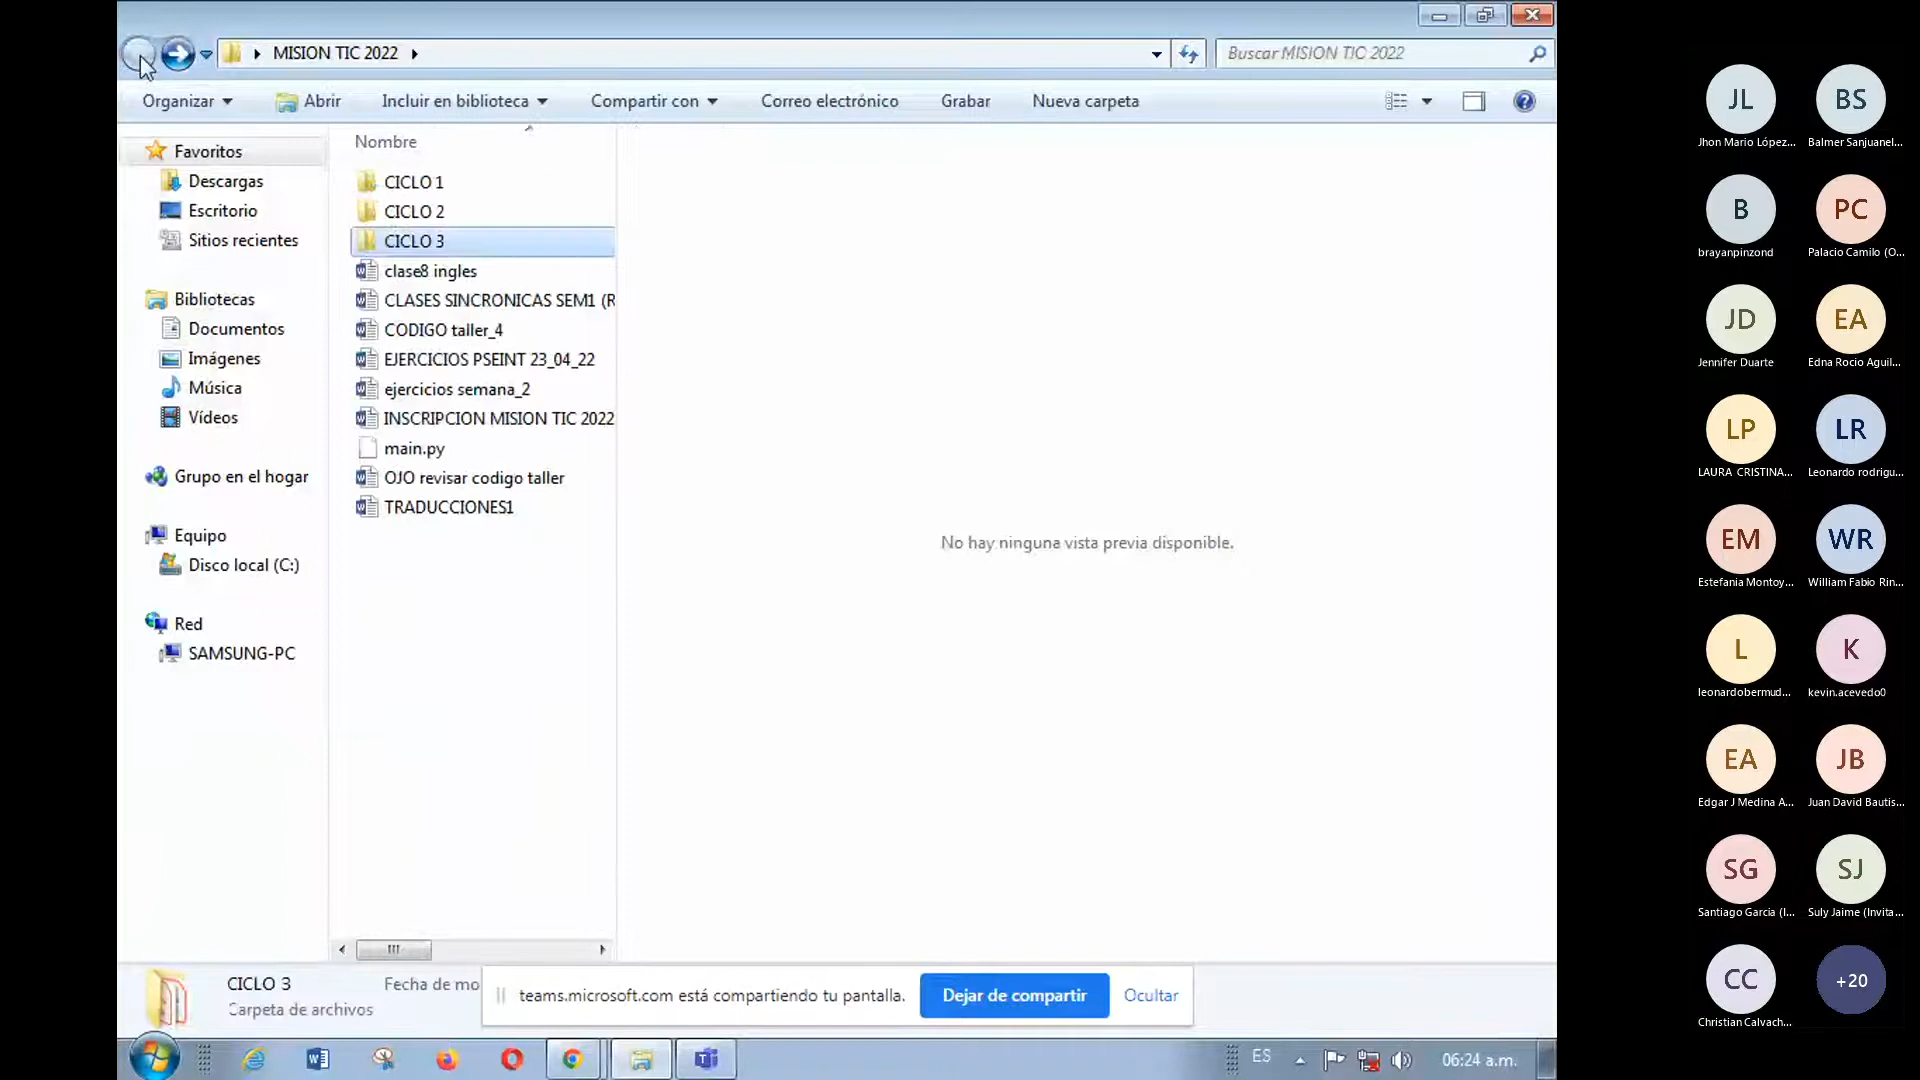 MISION TIC 2022
Buscar MISION TIC 2022
Organizar
Abrir
Incluir en biblioteca
Compartir con
Correo electrónico
Grabar
Nueva carpeta
Favoritos
Descargas
Escritorio
Sitios recientes
Bibliotecas
Documentos
Imágenes
Música
Vídeos
Grupo en el hogar
Equipo
Disco local (C:)
Red
SAMSUNG-PC
Nombre
CICLO 1
CICLO 2
CICLO 3
clase8 ingles
CLASES SINCRONICAS SEM1 (R
CODIGO taller_4
EJERCICIOS PSEINT 23_04_22
ejercicios semana_2
INSCRIPCION MISION TIC 2022
main.py
OJO revisar codigo taller
TRADUCCIONES1
No hay ninguna vista previa disponible.
CICLO 3
Fecha de mo
Carpeta de archivos
teams.microsoft.com está compartiendo tu pantalla.
Dejar de compartir
Ocultar
ES
06:24 a.m.
JL
Jhon Mario López...
BS
Balmer Sanjuanel...
B
brayanpinzond
PC
Palacio Camilo (O...
JD
Jennifer Duarte
EA
Edna Rocio Aguil...
LP
LAURA CRISTINA...
LR
Leonardo rodrigu...
EM
Estefania Montoy...
WR
William Fabio Rin...
L
leonardobermud...
K
kevin.acevedo0
EA
Edgar J Medina A...
JB
Juan David Bautis...
SG
Santiago Garcia (I...
SJ
Suly Jaime (Invita...
CC
Christian Calvach...
+20